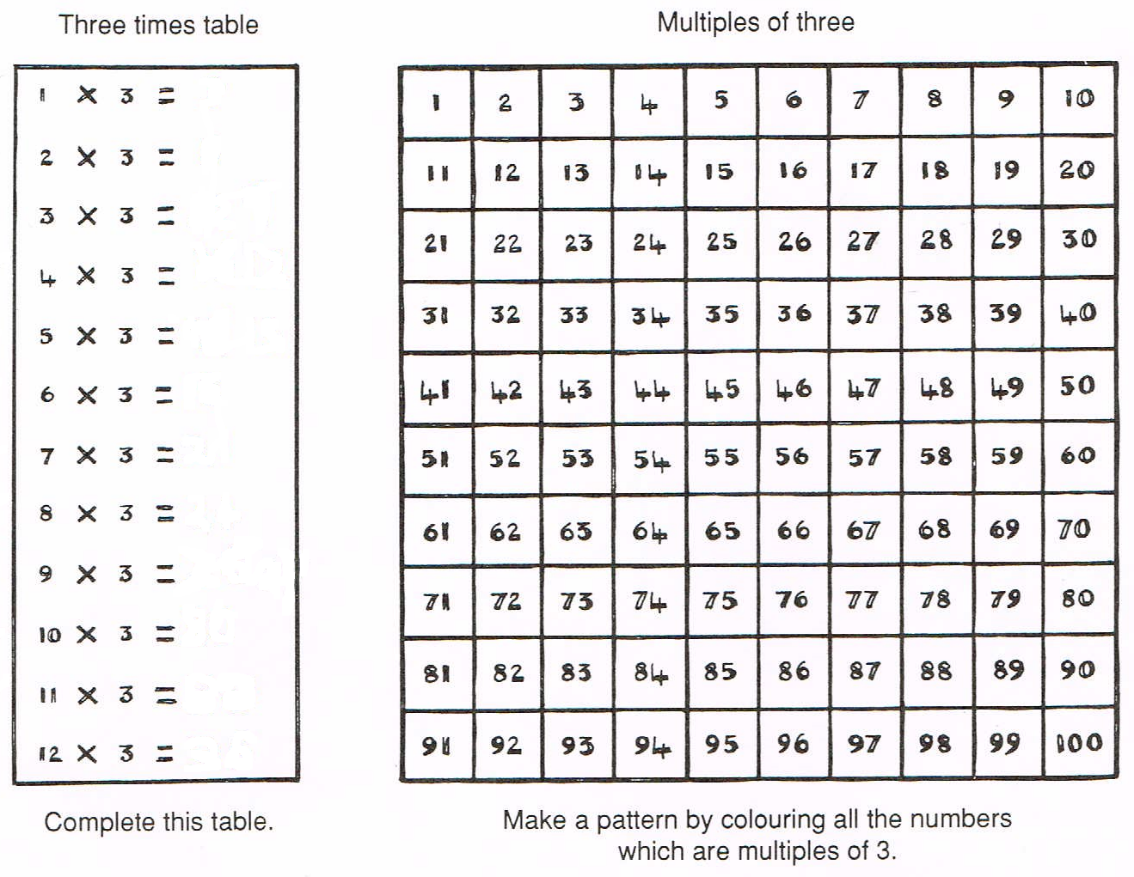 Three times table
1 × 3 =
2 × 3 =
3 × 3 =
4 × 3 =
5 × 3 =
6 × 3 =
7 × 3 =
8 × 3 =
9 × 3 =
10 × 3 =
11 × 3 =
12 × 3 =
Complete this table.
Multiples of three
1 2 3 4 5 6 7 8 9 10
11 12 13 14 15 16 17 18 19 20
21 22 23 24 25 26 27 28 29 30
31 32 33 34 35 36 37 38 39 40
41 42 43 44 45 46 47 48 49 50
51 52 53 54 55 56 57 58 59 60
61 62 63 64 65 66 67 68 69 70
71 72 73 74 75 76 77 78 79 80
81 82 83 84 85 86 87 88 89 90
91 92 93 94 95 96 97 98 99 100
Make a pattern by colouring all the numbers
which are multiples of 3.